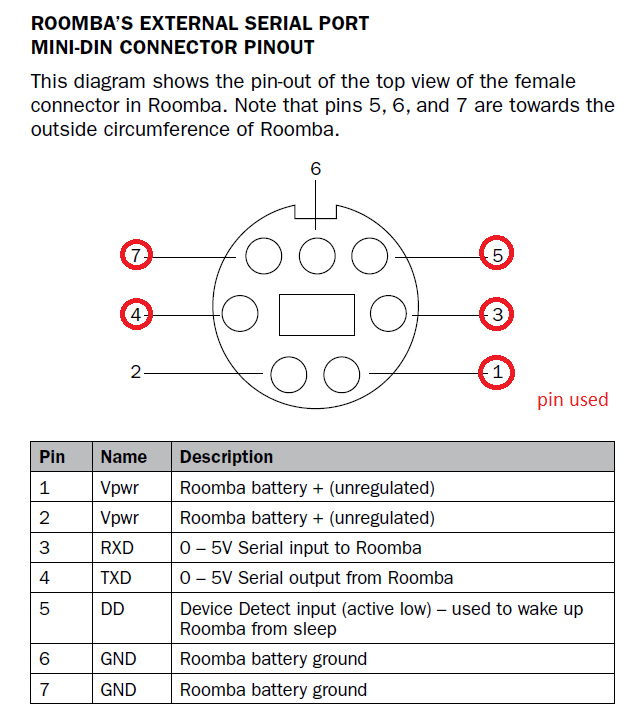 ROOMBA'S EXTERNAL SERIAL PORT
MINI-DIN CONNECTOR PINOUT
This diagram shows the pin-out of the top view of the female
connector in Roomba. Note that pins 5, 6, and 7 are towards the
outside circumference of Roomba.
6
7 5
4 3
2 1
pin used
Pin Name Description
1 Vpwr Roomba battery + (unregulated)
2 Vpwr Roomba battery + (unregulated)
3 RXD 0 – 5V Serial input to Roomba
4 TXD 0 – 5V Serial output from Roomba
5 DD Device Detect input (active low) – used to wake up
Roomba from sleep
6 GND Roomba battery ground
7 GND Roomba battery ground